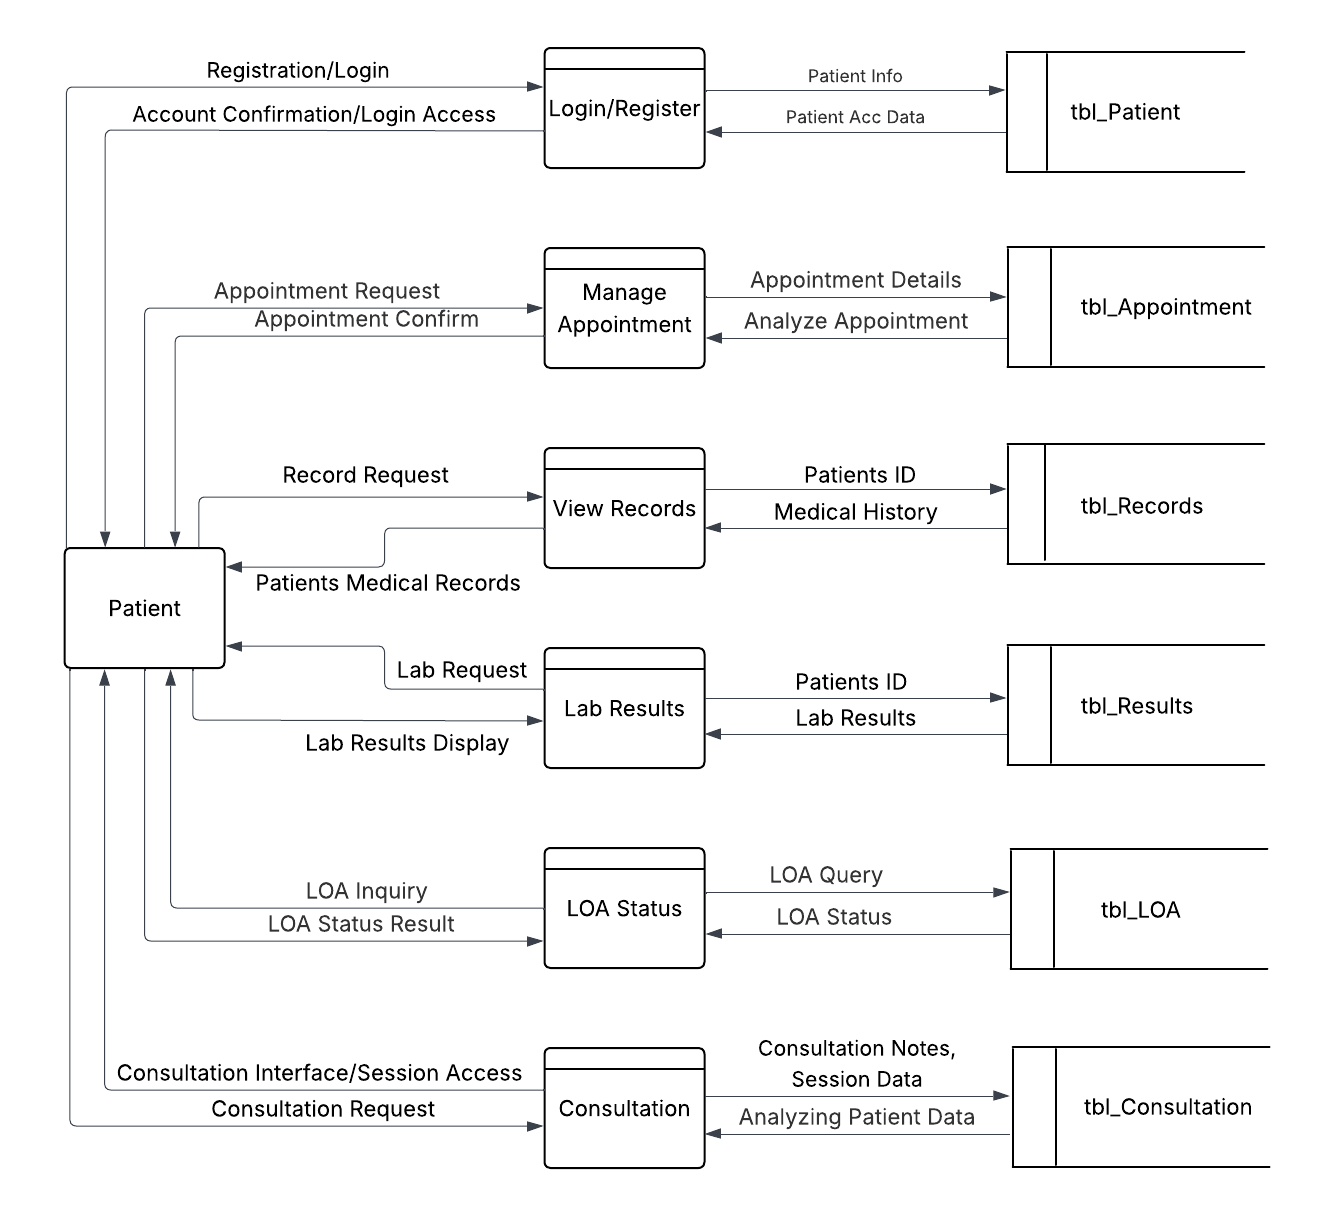 Registration/Login
Account Confirmation/Login Access
Login/Register
Patient Info
Patient Acc Data
tbl_Patient
Appointment Request
Appointment Confirm
Manage
Appointment
Appointment Details
Analyze Appointment
tbl_Appointment
Record Request
Patients Medical Records
View Records
Patients ID
Medical History
tbl_Records
Patient
Lab Request
Lab Results Display
Lab Results
Patients ID
Lab Results
tbl_Results
LOA Inquiry
LOA Status Result
LOA Status
LOA Query
LOA Status
tbl_LOA
Consultation Interface/Session Access
Consultation Request
Consultation
Consultation Notes,
Session Data
Analyzing Patient Data
tbl_Consultation